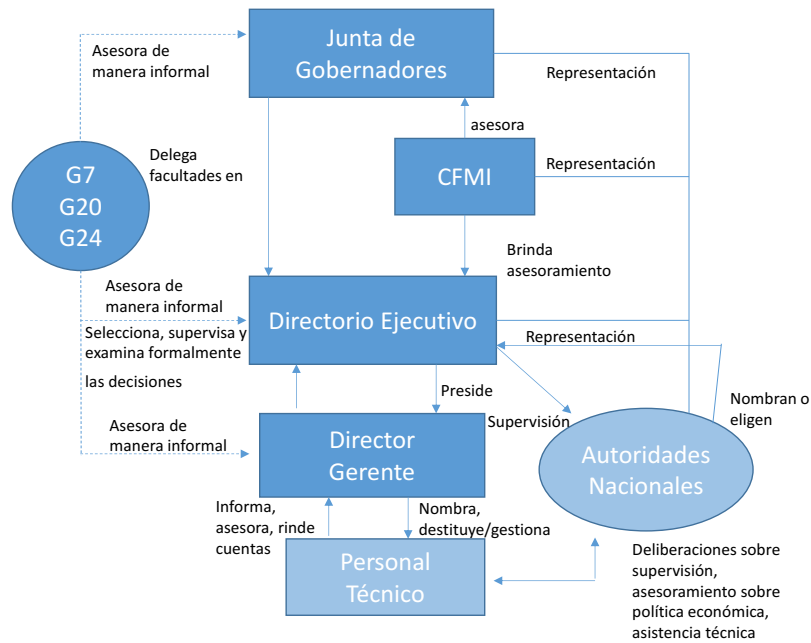 Asesora de
manera informal
Junta de
Gobernadores
Representación
asesora
Delega
facultades en
G7
G20
G24
CFMI
Representación
Brinda
asesoramiento
Asesora de
manera informal
Directorio Ejecutivo
Selecciona, supervisa y
examina formalmente
las decisiones
Representación
Preside
Nombran o
eligen
Asesora de
manera informal
Director
Gerente
Supervisión
Autoridades
Nacionales
Informa,
asesora, rinde
cuentas
Nombra,
destituye/gestiona
Personal
Técnico
Deliberaciones sobre
supervisión,
asesoramiento sobre
política económica,
asistencia técnica